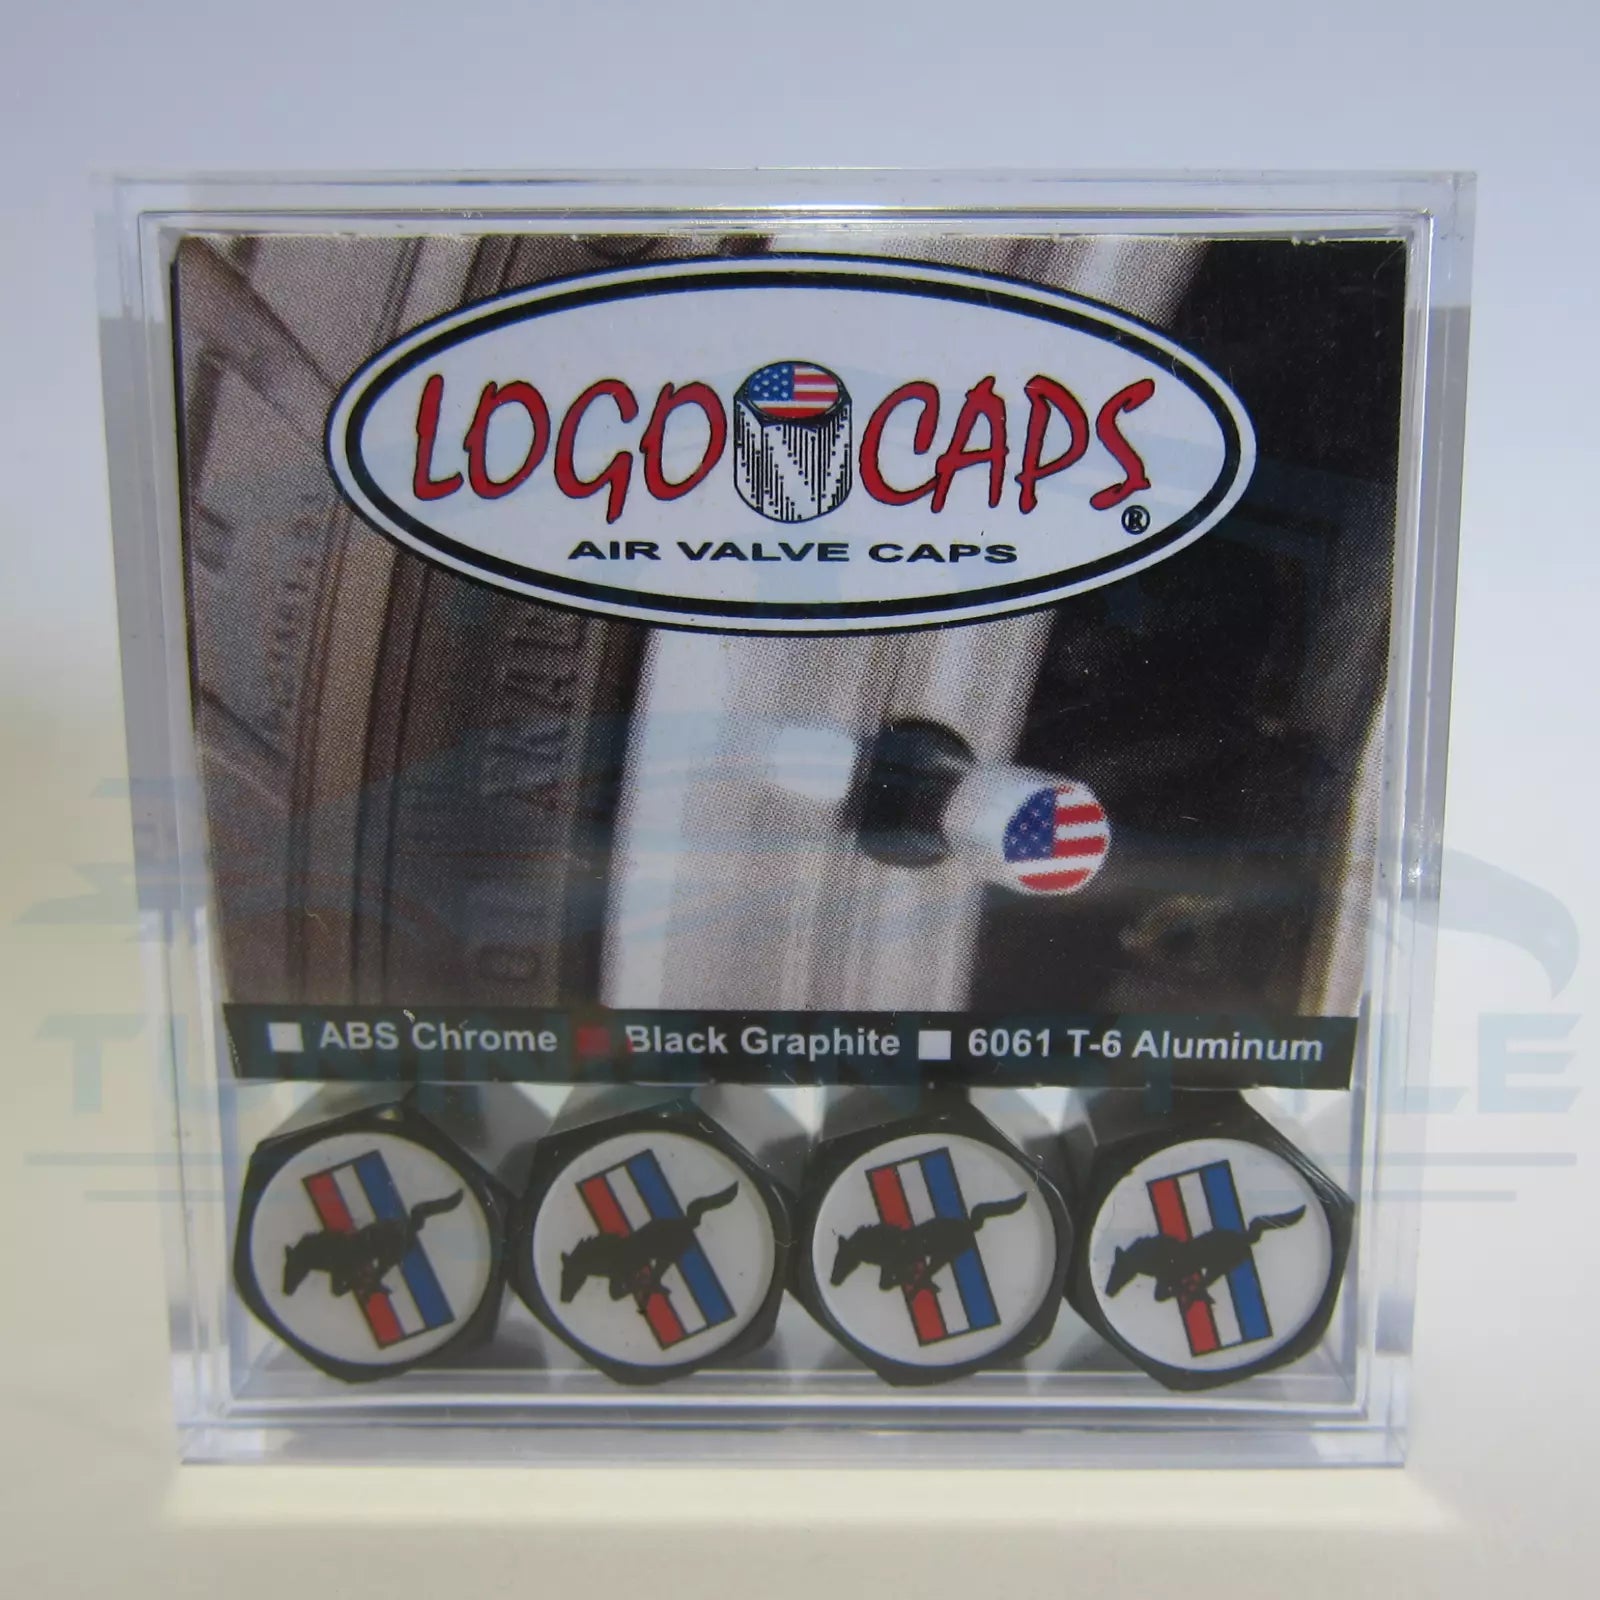 LOGO CAPS
®
AIR VALVE CAPS
ABS Chrome Black Graphite 6061 T-6 Aluminum